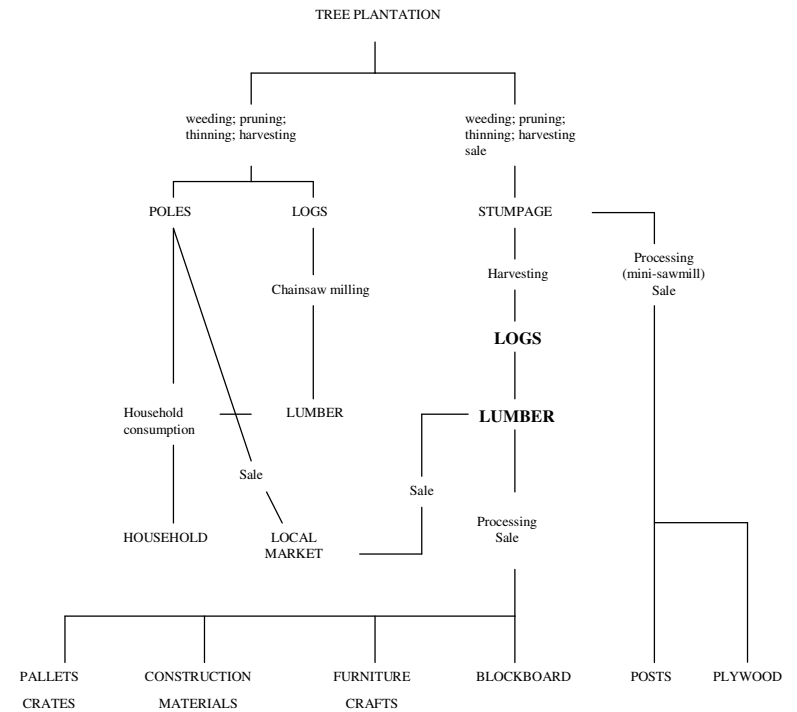 TREE PLANTATION
weeding; pruning;
thinning; harvesting
weeding; pruning;
thinning; harvesting
sale
POLES
LOGS
STUMPAGE
Processing
(mini-sawmill)
Sale
Harvesting
Chainsaw milling
LOGS
Household
consumption
LUMBER
LUMBER
Sale
Sale
Processing
Sale
HOUSEHOLD
LOCAL
MARKET
PALLETS
CRATES
CONSTRUCTION
MATERIALS
FURNITURE
CRAFTS
BLOCKBOARD
POSTS
PLYWOOD